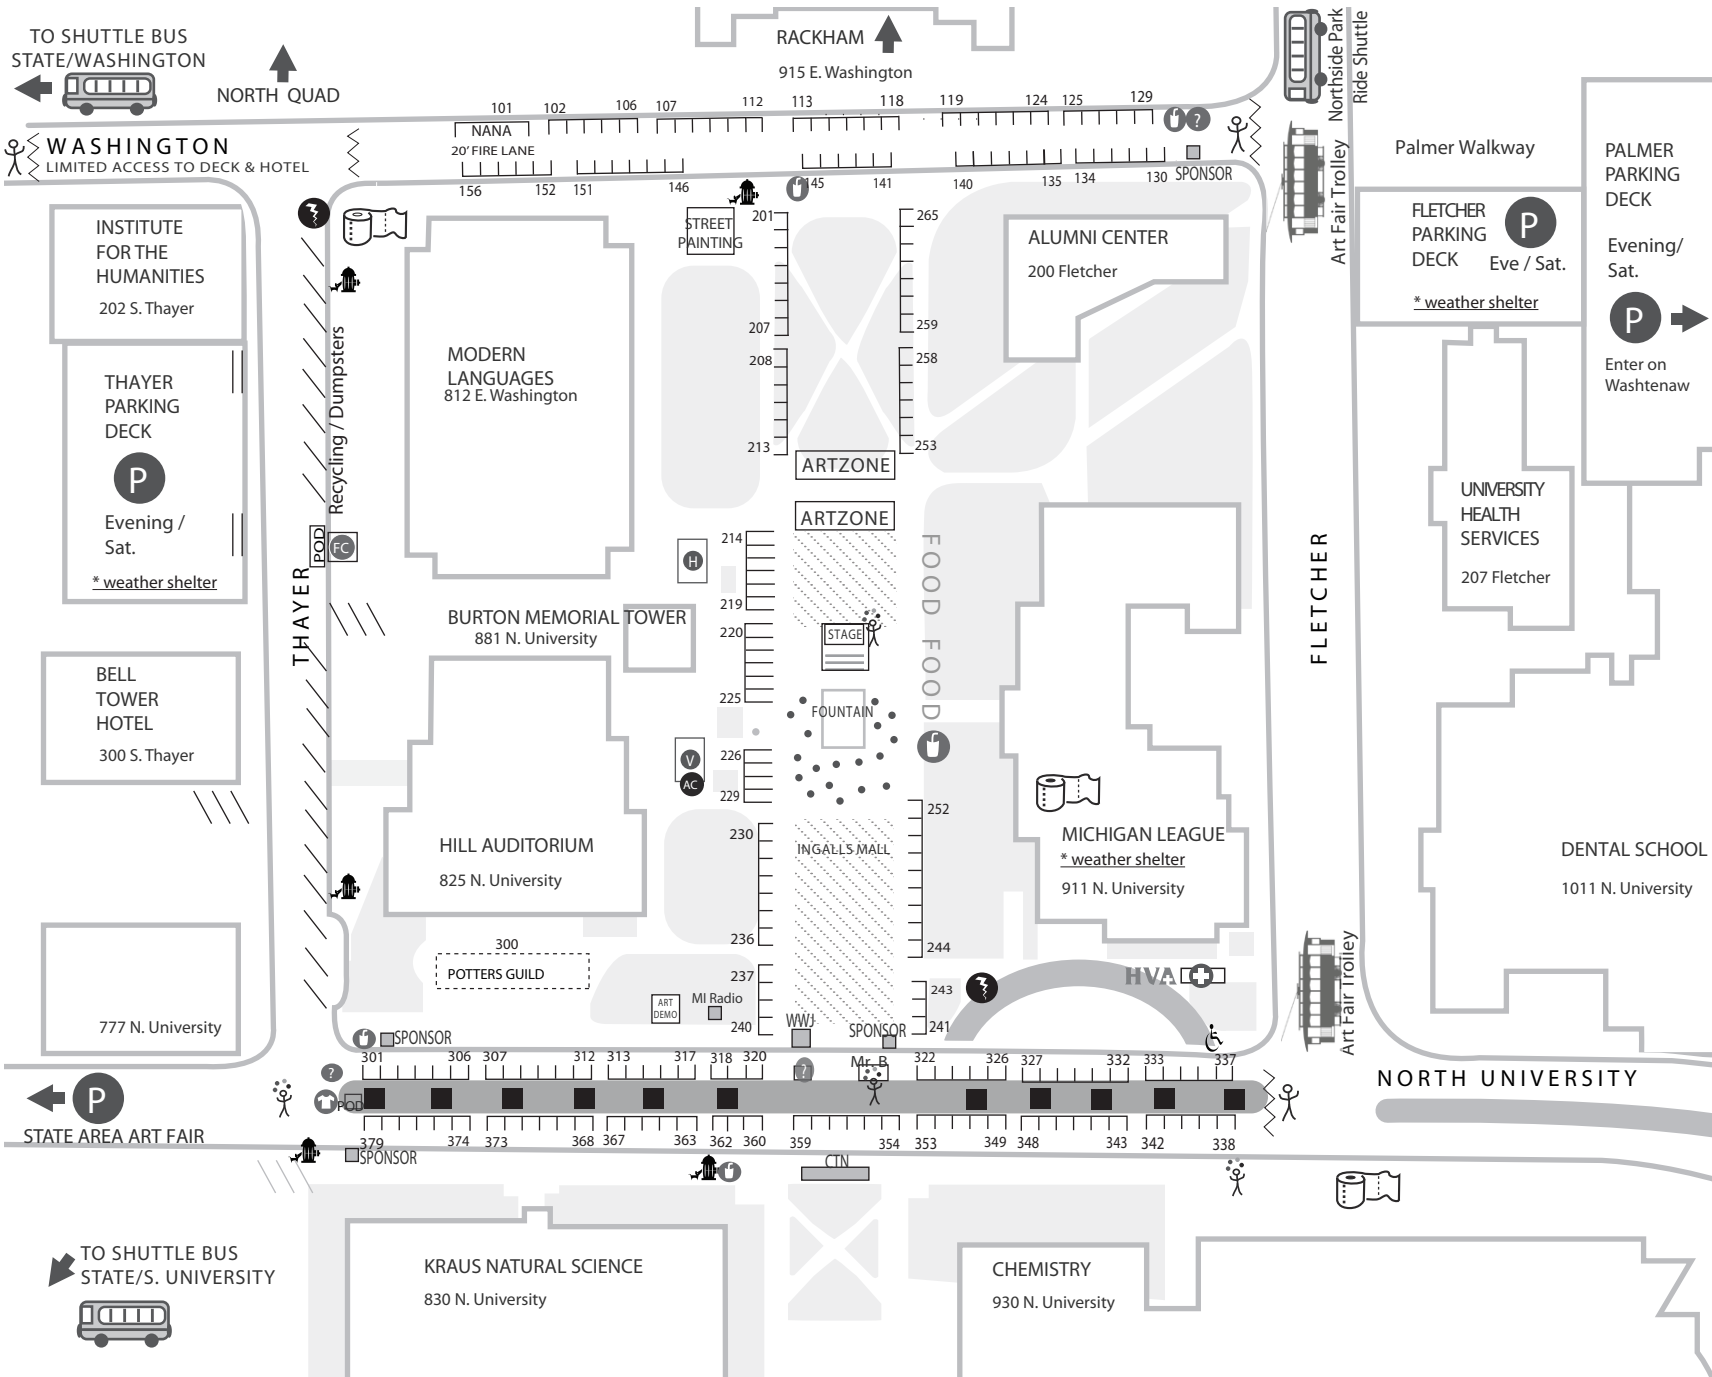 TO SHUTTLE BUS
STATE/WASHINGTON
NORTH QUAD
RACKHAM
915 E. Washington
Northside Park
Ride Shuttle
101
102
106
107
112
113
118
119
124
125
129
?
NANA
20' FIRE LANE
WASHINGTON
LIMITED ACCESS TO DECK & HOTEL
156
152
151
146
145
141
140
135
134
130
SPONSOR
Art Fair Trolley
Palmer Walkway
PALMER
PARKING
DECK
Evening/
Sat.
P
Enter on
Washtenaw
FLETCHER
PARKING
DECK
P
Eve / Sat.
* weather shelter
INSTITUTE
FOR THE
HUMANITIES
202 S. Thayer
THAYER
PARKING
DECK
P
Evening /
Sat.
* weather shelter
Recycling / Dumpsters
POD
FC
THAYER
MODERN
LANGUAGES
812 E. Washington
STREET
PAINTING
201
207
208
213
265
259
258
253
ARTZONE
ARTZONE
ALUMNI CENTER
200 Fletcher
FLETCHER
UNIVERSITY
HEALTH
SERVICES
207 Fletcher
H
214
219
220
225
226
229
230
236
237
240
STAGE
FOUNTAIN
FOOD FOOD
BURTON MEMORIAL TOWER
881 N. University
BELL
TOWER
HOTEL
300 S. Thayer
V
AC
252
244
243
241
INGALLS MALL
HILL AUDITORIUM
825 N. University
MICHIGAN LEAGUE
* weather shelter
911 N. University
DENTAL SCHOOL
1011 N. University
300
POTTERS GUILD
ART
DEMO
MI Radio
HVA
Art Fair Trolley
777 N. University
SPONSOR
WWJ
SPONSOR
Mr. B
301
306
307
312
313
317
318
320
322
326
327
332
333
337
?
?
POD
NORTH UNIVERSITY
P
STATE AREA ART FAIR
379
374
373
368
367
363
362
360
359
354
353
349
348
343
342
338
SPONSOR
CTN
TO SHUTTLE BUS
STATE/S. UNIVERSITY
KRAUS NATURAL SCIENCE
830 N. University
CHEMISTRY
930 N. University